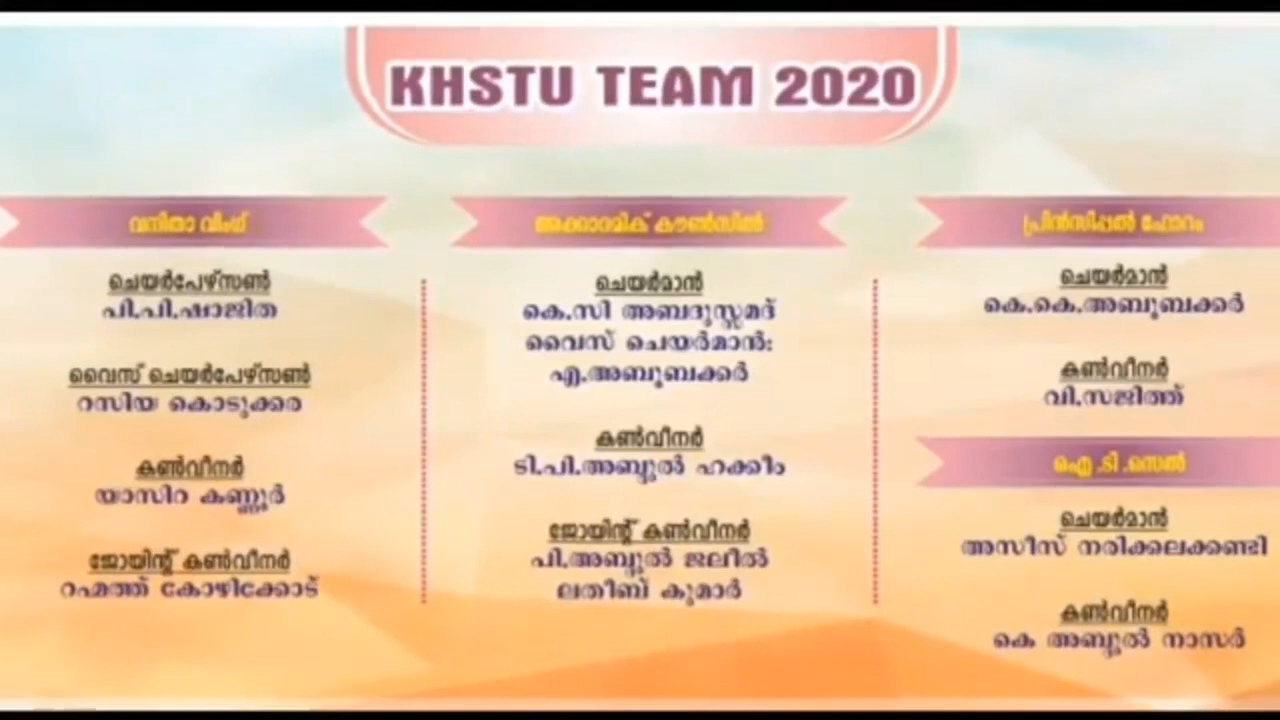 KHSTU TEAM 2020
വനിതാ വിംഗ്
ചെയർപേഴ്സൺ
പി.പി.ഷാജിത
വൈസ് ചെയർപേഴ്സൺ
റസിയ കൊടുക്കര
കൺവീനർ
യാസിറ കണ്ണൂർ
ജോയിന്റ് കൺവീനർ
റഹ്മത്ത് കോഴിക്കോട്
അക്കാദമിക് കൗൺസിൽ
ചെയർമാൻ
കെ.സി അബദുസ്സമദ്
വൈസ് ചെയർമാൻ:
എ.അബൂബക്കർ
കൺവീനർ
ടി.പി.അബ്ദുൽ ഹക്കീം
ജോയിന്റ് കൺവീനർ
പി.അബ്ദുൽ ജലീൽ
ലതീബ് കുമാർ
പ്രിൻസിപ്പൽ ഫോറം
ചെയർമാൻ
കെ.കെ.അബൂബക്കർ
കൺവീനർ
വി.സജിത്ത്
ഐ .ടി .സെൽ
ചെയർമാൻ
അസീസ് നരിക്കലക്കണ്ടി
കൺവീനർ
കെ അബ്ദുൽ നാസർ